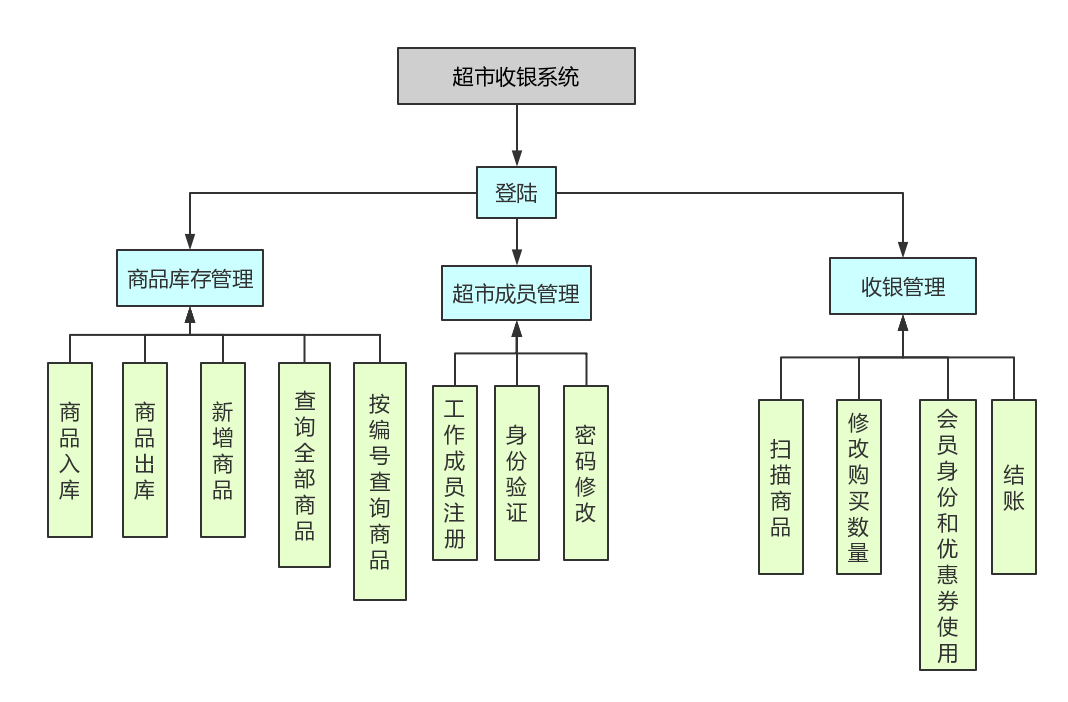 超市收银系统
登陆
商品库存管理
超市成员管理
收银管理
商品入库
商品出库
新增商品
查询全部商品
按编号查询商品
工作成员注册
身份验证
密码修改
扫描商品
修改购买数量
会员身份和优惠券使用
结账